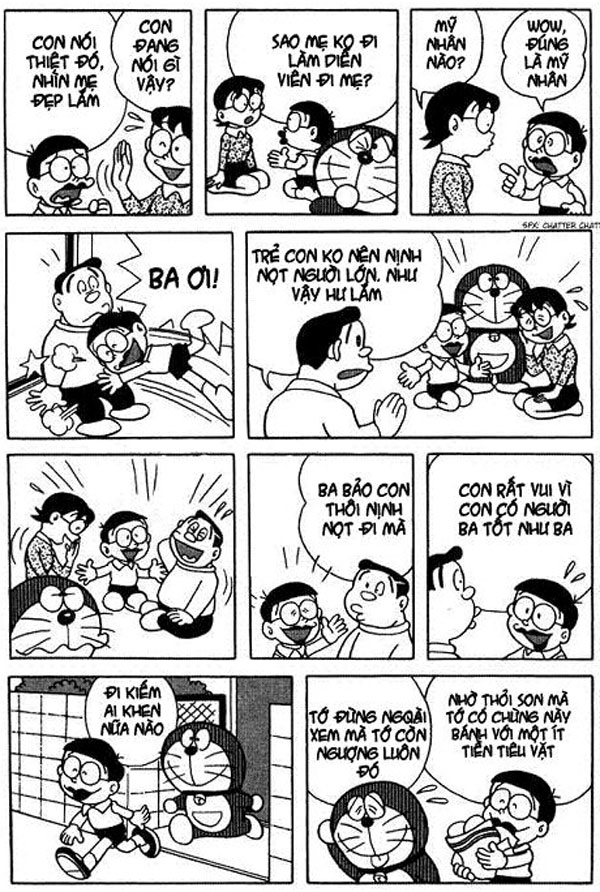 WOW,
ĐÚNG
LÀ MỸ
NHÂN
MỸ
NHÂN
NÀO?
SAO MẸ KO ĐI
LÀM DIỄN
VIÊN ĐI MẸ?
CON
ĐANG
NÓI GÌ
VẬY?
CON NÓI
THIỆT ĐÓ,
NHÌN MẸ
ĐẸP LẮM
SFX: CHATTER CHATT
TRẺ CON KO NÊN NỊNH
NỌT NGƯỜI LỚN. NHƯ
VẬY HƯ LẮM
BA ƠI!
CON RẤT VUI VÌ
CON CÓ NGƯỜI
BA TỐT NHƯ BA
BA BẢO CON
THÔI NỊNH
NỌT ĐI MÀ
NHỜ THỎI SON MÀ
TỚ CÓ CHỪNG NÀY
BÁNH VỚI MỘT ÍT
TIỀN TIÊU VẶT
TỚ ĐỨNG NGOÀI
XEM MÀ TỚ CÒN
NGƯỢNG LUÔN
ĐÓ
ĐI KIẾM
AI KHEN
NỮA NÀO